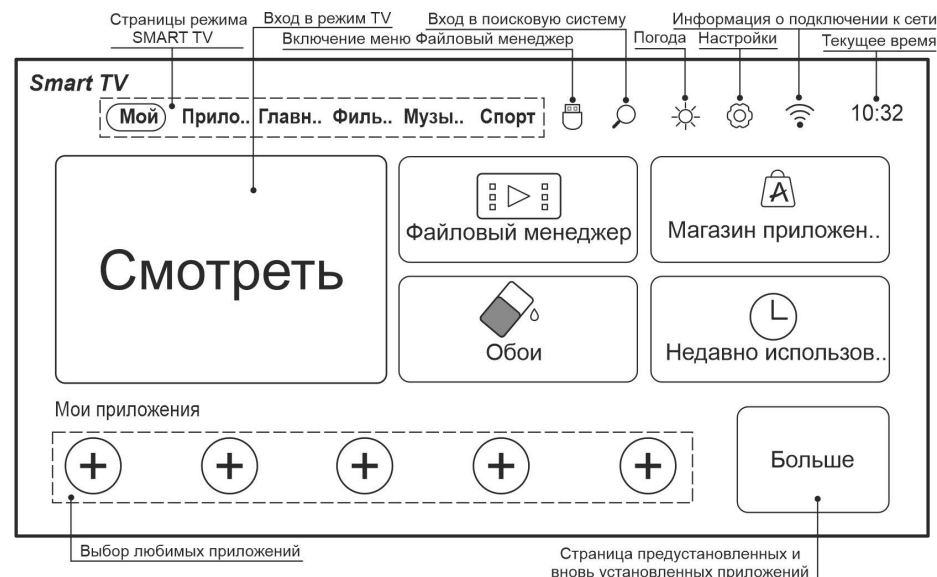 Страницы режима
SMART TV
Вход в режим TV
Вход в поисковую систему
Информация о подключении к сети
Включение меню Файловый менеджер
Погода
Настройки
Текущее время
Smart TV
Мой Прило.. Главн.. Филь.. Музы.. Спорт
10:32
Смотреть
Файловый менеджер
Магазин приложен..
Обои
Недавно использов..
Мои приложения
Больше
Выбор любимых приложений
Страница предустановленных и
вновь установленных приложений